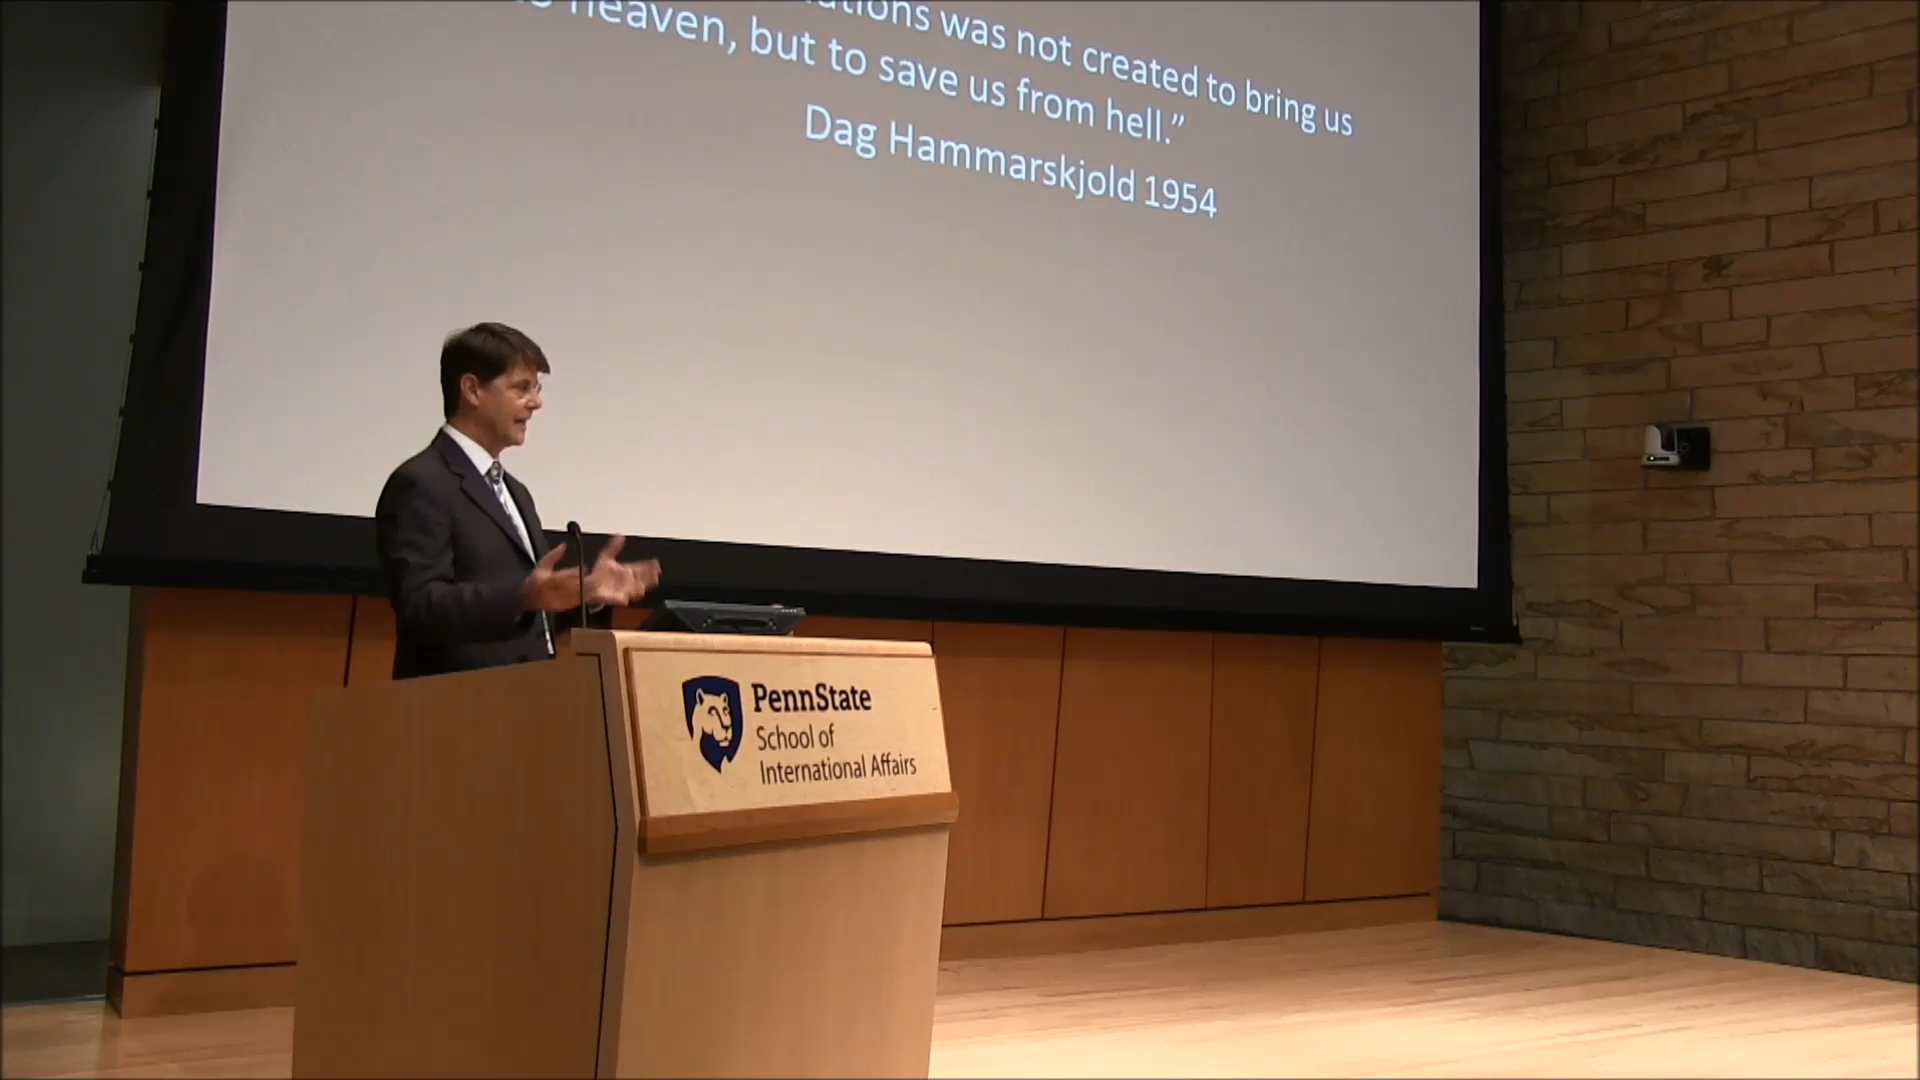 was not created to bring us
heaven, but to save us from hell.”
Dag Hammarskjold 1954
PennState
School of
International Affairs